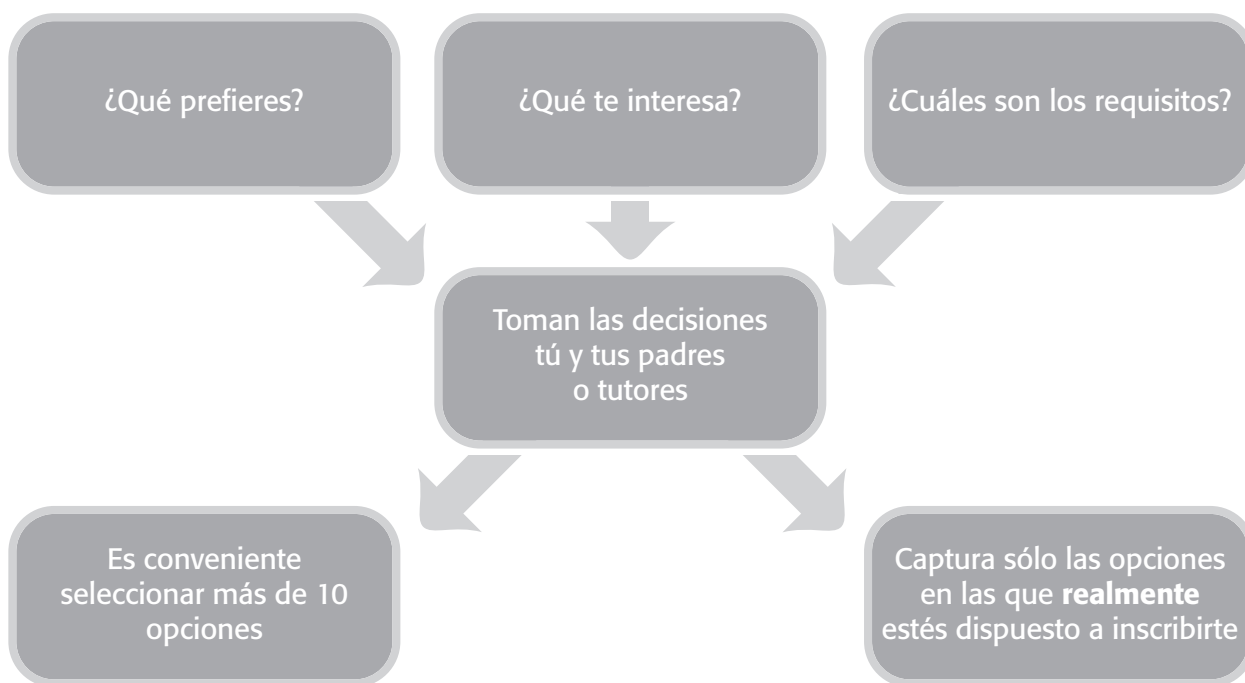 ¿Qué prefieres?
¿Qué te interesa?
¿Cuáles son los requisitos?
Toman las decisiones
tú y tus padres
o tutores
Es conveniente
seleccionar más de 10
opciones
Captura sólo las opciones
en las que realmente
estés dispuesto a inscribirte